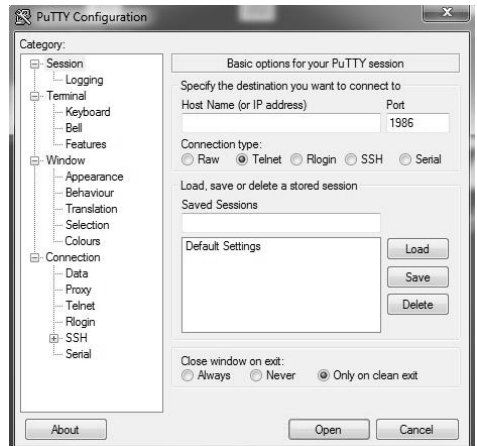 PuTTY Configuration
Category:
Session
Logging
Terminal
Keyboard
Bell
Features
Window
Appearance
Behaviour
Translation
Selection
Colours
Connection
Data
Proxy
Telnet
Rlogin
SSH
Serial
Basic options for your PuTTY session
Specify the destination you want to connect to
Host Name (or IP address) Port
1986
Connection type:
Raw Telnet Rlogin SSH Serial
Load, save or delete a stored session
Saved Sessions
Default Settings
Load
Save
Delete
Close window on exit:
Always Never Only on clean exit
About Open Cancel